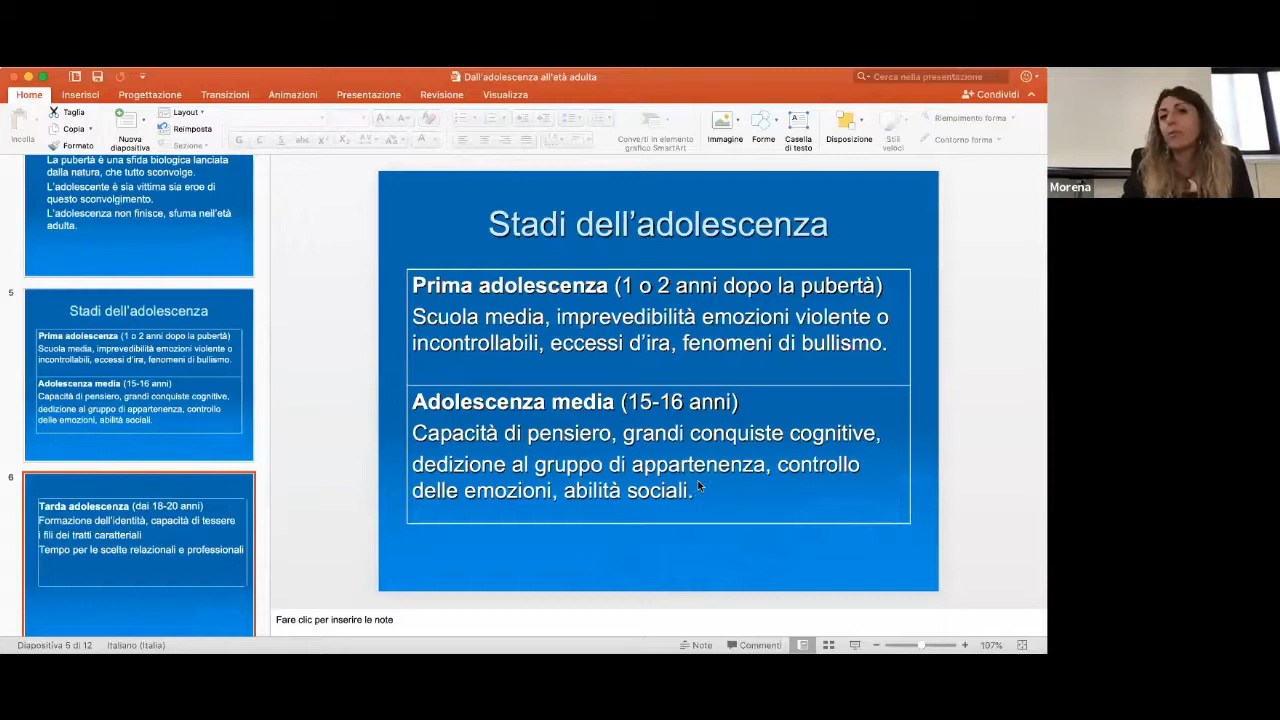 Dall'adolescenza all'età adulta
Cerca nella presentazione
Home Inserisci Progettazione Transizioni Animazioni Presentazione Revisione Visualizza
Condividi
Incolla
Taglia
Copia
Formato
Nuova
diapositiva
Layout
Reimposta
Sezione
G C S abc
Converti in elemento
grafico SmartArt
Immagine
Forme
Casella
di testo
Disposizione
Stili
veloci
Riempimento forma
Contorno forma
La pubertà è una sfida biologica lanciata
dalla natura, che tutto sconvolge.
L'adolescente è sia vittima sia eroe di
questo sconvolgimento.
L'adolescenza non finisce, sfuma nell'età
adulta.
5
Stadi dell'adolescenza
Prima adolescenza (1 o 2 anni dopo la pubertà)
Scuola media, imprevedibilità emozioni violente o
incontrollabili, eccessi d'ira, fenomeni di bullismo.
Adolescenza media (15-16 anni)
Capacità di pensiero, grandi conquiste cognitive,
dedizione al gruppo di appartenenza, controllo
delle emozioni, abilità sociali.
6
Tarda adolescenza (dai 18-20 anni)
Formazione dell'identità, capacità di tessere
i fili dei tratti caratteriali
Tempo per le scelte relazionali e professionali
Stadi dell'adolescenza
Prima adolescenza (1 o 2 anni dopo la pubertà)
Scuola media, imprevedibilità emozioni violente o
incontrollabili, eccessi d'ira, fenomeni di bullismo.
Adolescenza media (15-16 anni)
Capacità di pensiero, grandi conquiste cognitive,
dedizione al gruppo di appartenenza, controllo
delle emozioni, abilità sociali.
Fare clic per inserire le note
Diapositiva 5 di 12 Italiano (Italia)
Note Commenti 107%
Morena